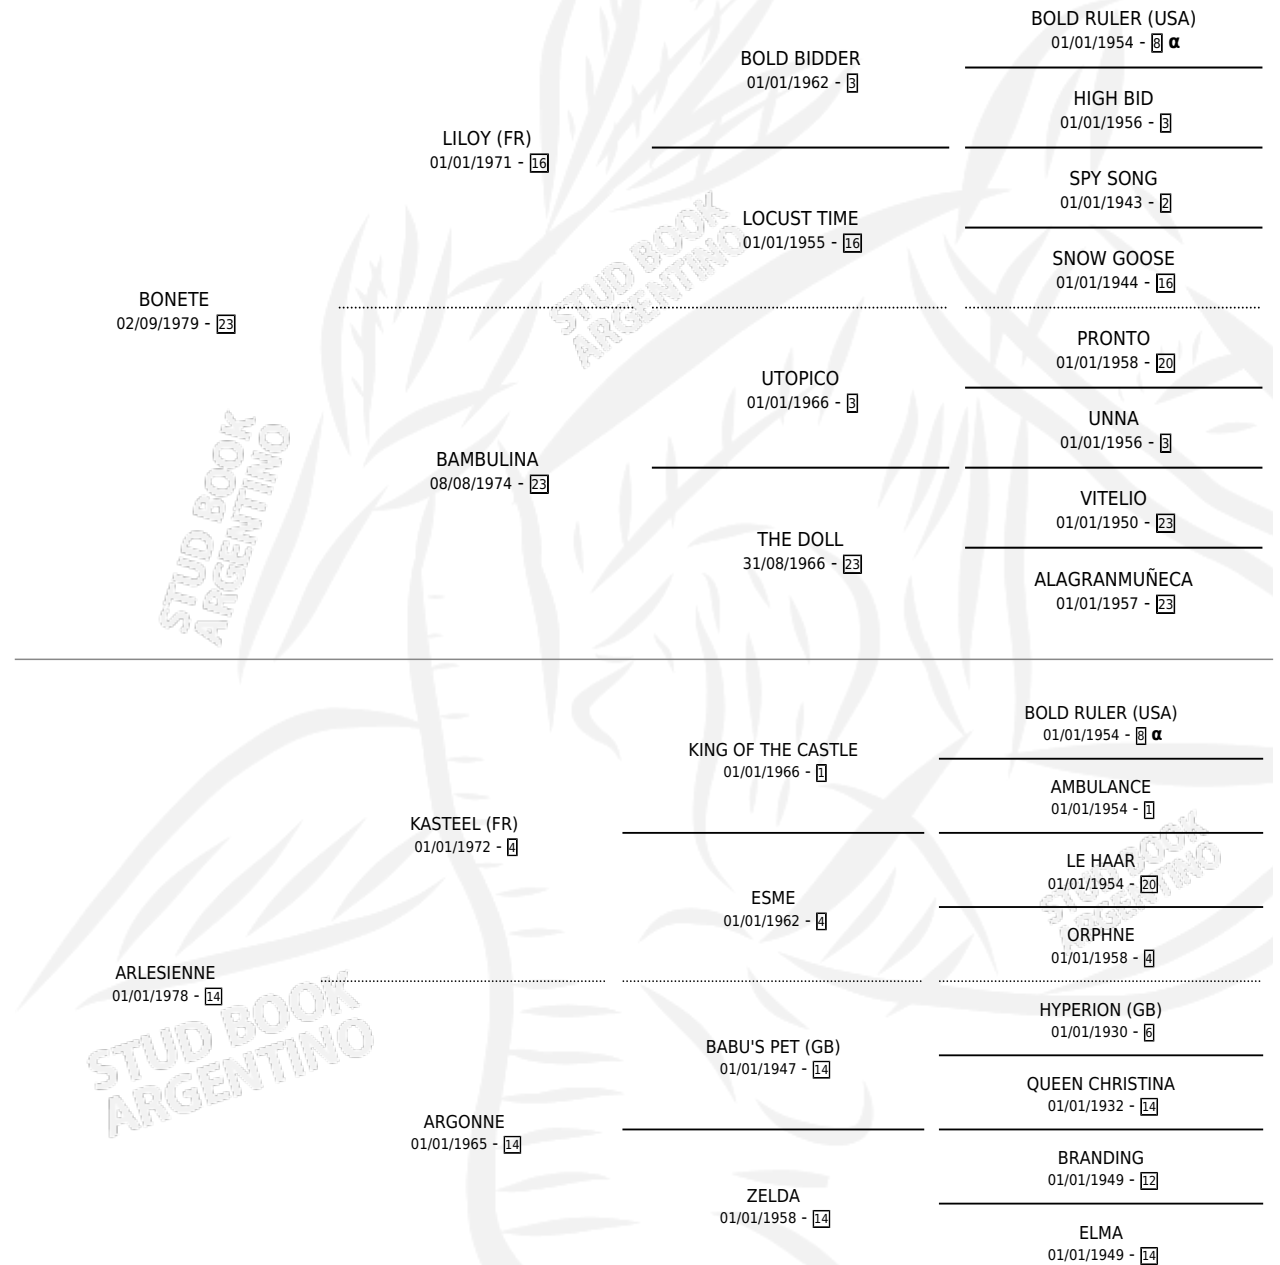 BOLD RULER (USA)
01/01/1954 - 8 α
BOLD BIDDER
01/01/1962 - 3
HIGH BID
01/01/1956 - 3
LILOY (FR)
01/01/1971 - 16
SPY SONG
01/01/1943 - 2
LOCUST TIME
01/01/1955 - 16
SNOW GOOSE
01/01/1944 - 16
BONETE
02/09/1979 - 23
PRONTO
01/01/1958 - 20
UTOPICO
01/01/1966 - 3
UNNA
01/01/1956 - 3
BAMBULINA
08/08/1974 - 23
VITELIO
01/01/1950 - 23
THE DOLL
31/08/1966 - 23
ALAGRANMUÑECA
01/01/1957 - 23
BOLD RULER (USA)
01/01/1954 - 8 α
KING OF THE CASTLE
01/01/1966 - 1
AMBULANCE
01/01/1954 - 1
KASTEEL (FR)
01/01/1972 - 4
LE HAAR
01/01/1954 - 20
ESME
01/01/1962 - 4
ORPHNE
01/01/1958 - 4
ARLESIENNE
01/01/1978 - 14
HYPERION (GB)
01/01/1930 - 6
BABU'S PET (GB)
01/01/1947 - 14
QUEEN CHRISTINA
01/01/1932 - 14
ARGONNE
01/01/1965 - 14
BRANDING
01/01/1949 - 12
ZELDA
01/01/1958 - 14
ELMA
01/01/1949 - 14
STUD BOOK
ARGENTINO
STUD BOOK
ARGENTINO
STUD BOOK
ARGENTINO
STUD BOOK
ARGENTINO